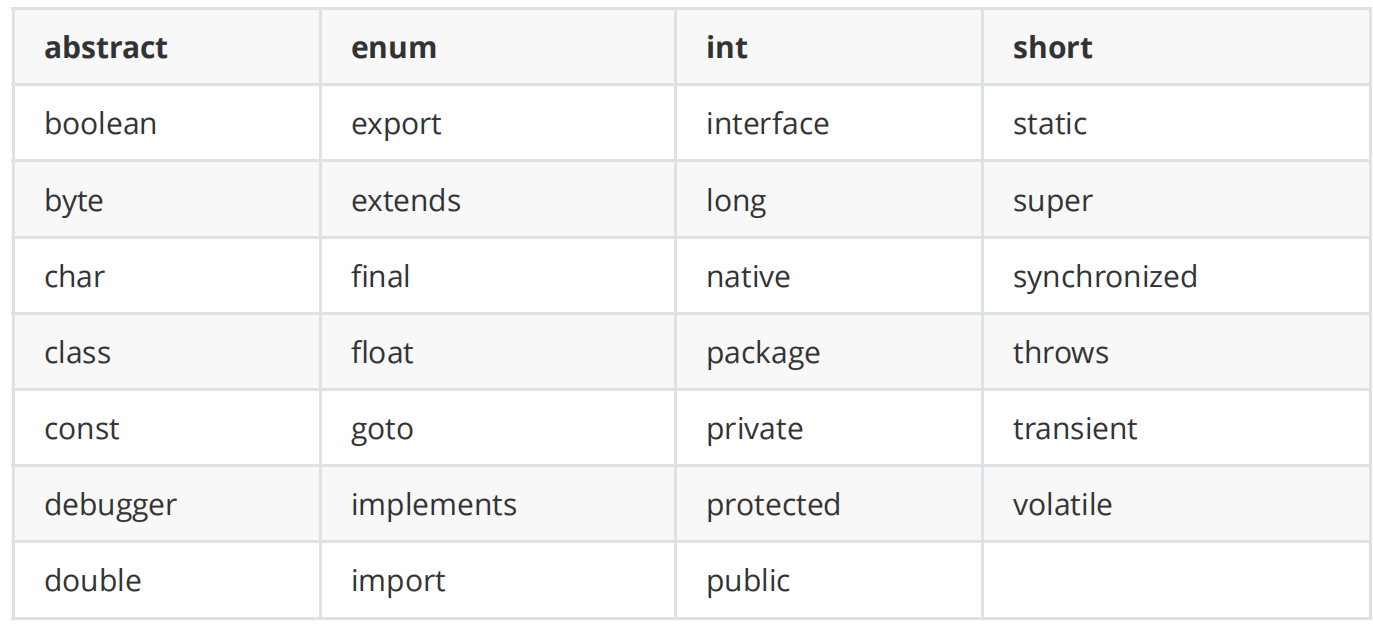 abstract enum int short
boolean export interface static
byte extends long super
char final native synchronized
class float package throws
const goto private transient
debugger implements protected volatile
double import public